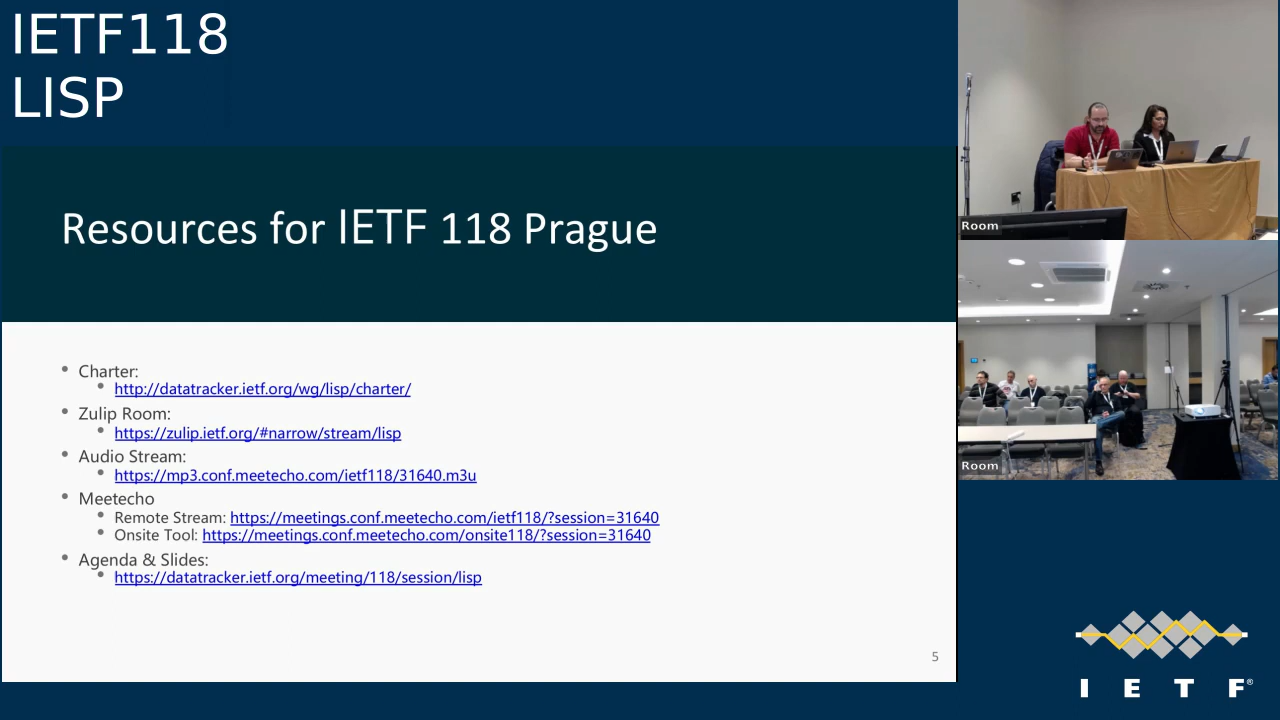 IETF118
LISP
Resources for IETF 118 Prague
• Charter:
• http://datatracker.ietf.org/wg/lisp/charter/
• Zulip Room:
• https://zulip.ietf.org/#narrow/stream/lisp
• Audio Stream:
• https://mp3.conf.meetecho.com/ietf118/31640.m3u
• Meetecho
• Remote Stream: https://meetings.conf.meetecho.com/ietf118/?session=31640
• Onsite Tool: https://meetings.conf.meetecho.com/onsite118/?session=31640
• Agenda & Slides:
• https://datatracker.ietf.org/meeting/118/session/lisp
5
Room
Room
I E T F®